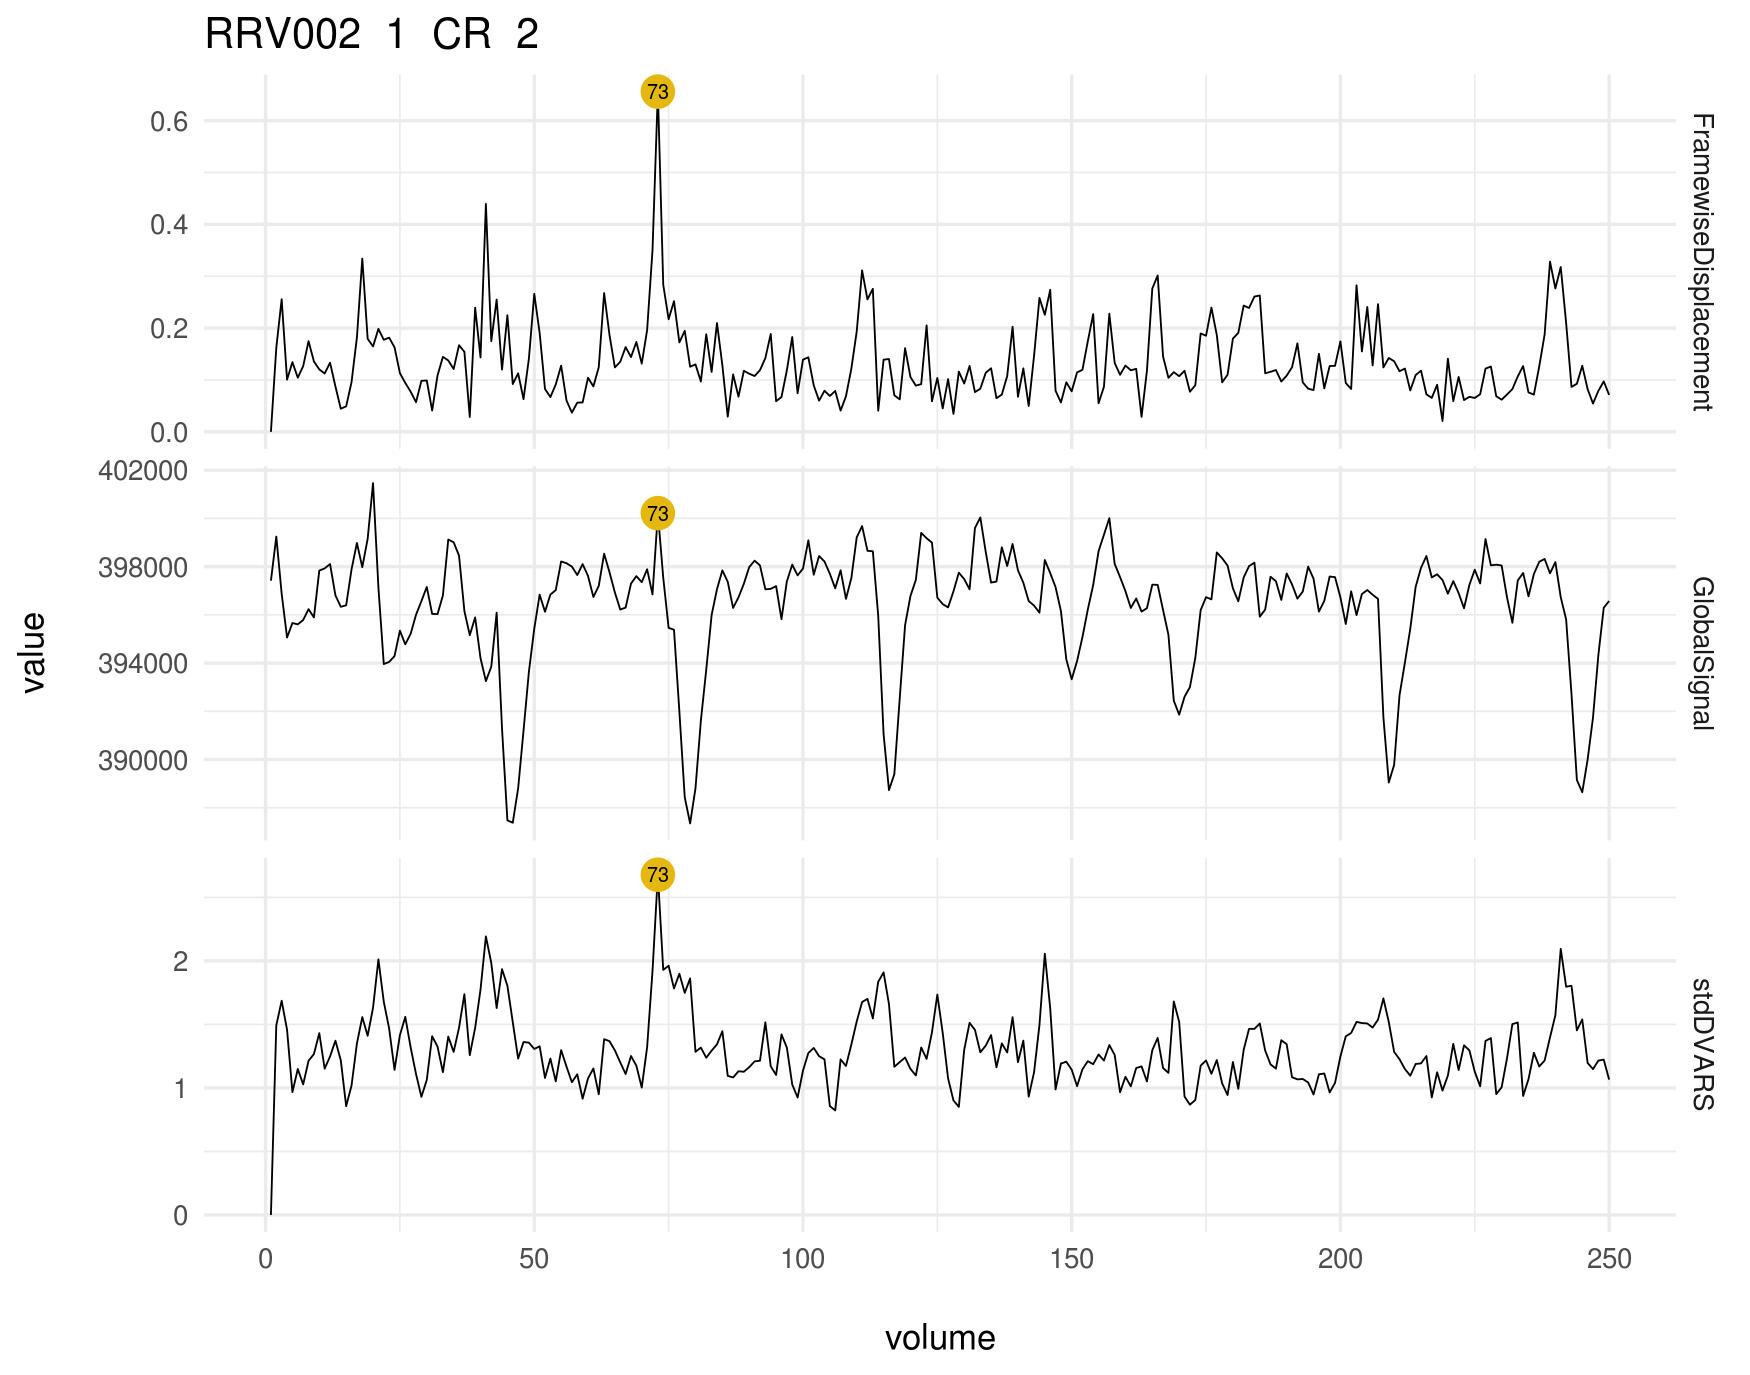 RRV002 1 CR 2
73
0.6
0.4
0.2
0.0
FramewiseDisplacement
73
402000
398000
394000
390000
GlobalSignal
value
73
2
1
0
stdDVARS
0 50 100 150 200 250
volume